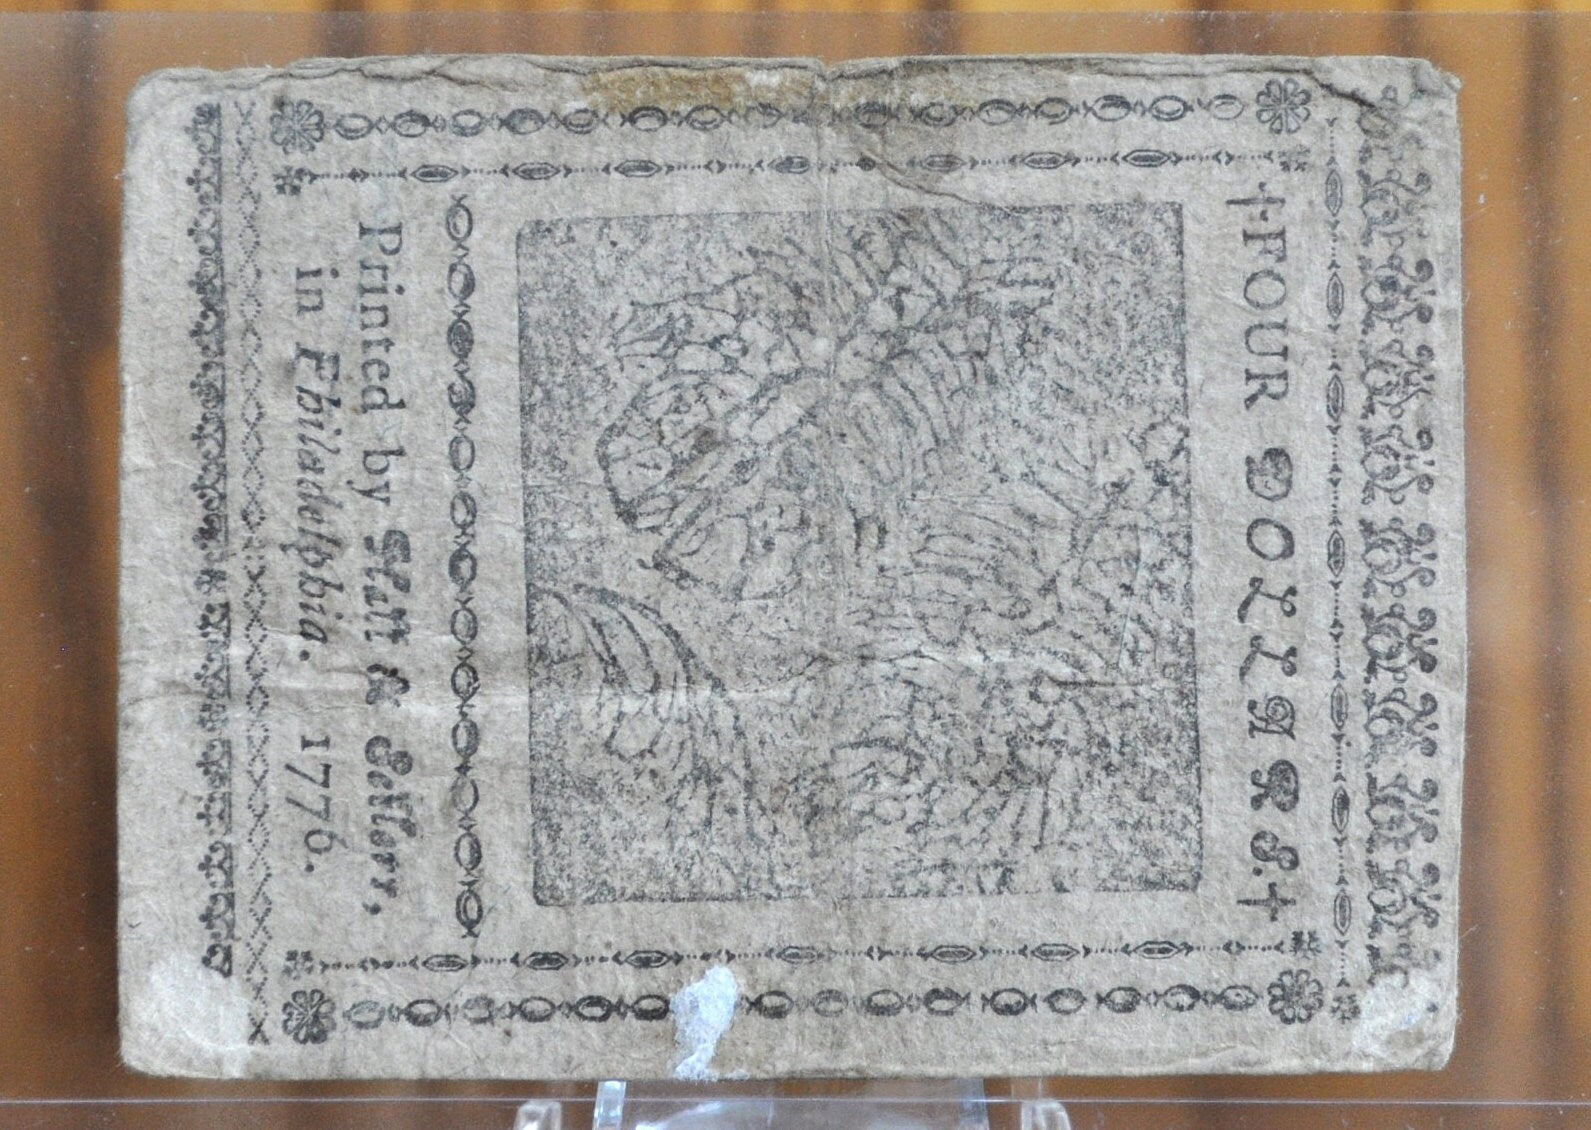 †·FOUR DOLLARS.†
Printed by Hall & Sellers,
in Philadelphia. 1776.